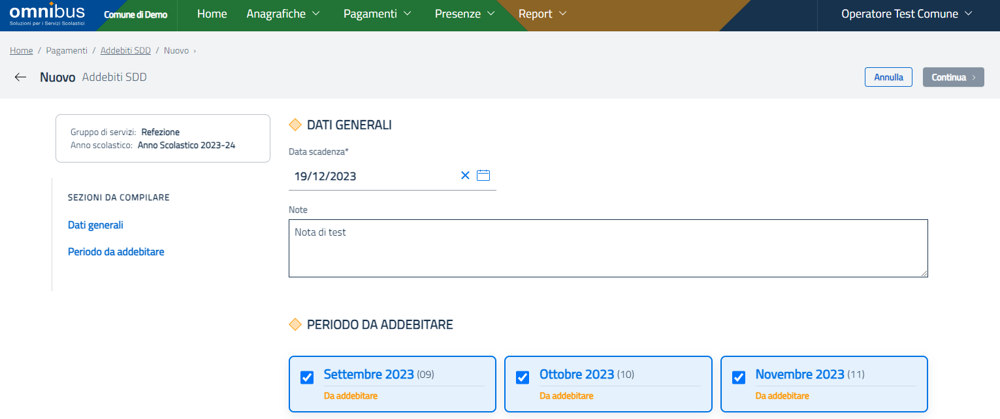 omnibus
Soluzioni per i Servizi Scolastici
Comune di Demo
Home Anagrafiche Pagamenti Presenze Report
Operatore Test Comune
Home / Pagamenti / Addebiti SDD / Nuovo ›
Nuovo Addebiti SDD
Annulla Continua ›
Gruppo di servizi: Refezione
Anno scolastico: Anno Scolastico 2023-24
SEZIONI DA COMPILARE
Dati generali
Periodo da addebitare
DATI GENERALI
Data scadenza*
19/12/2023
Note
Nota di test
PERIODO DA ADDEBITARE
Settembre 2023 (09)
Da addebitare
Ottobre 2023 (10)
Da addebitare
Novembre 2023 (11)
Da addebitare